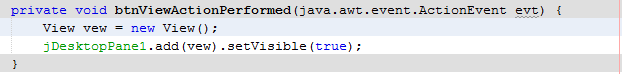 private void btnViewActionPerformed(java.awt.event.ActionEvent evt) {
View vew = new View();
jDesktopPane1.add(vew).setVisible(true);
}